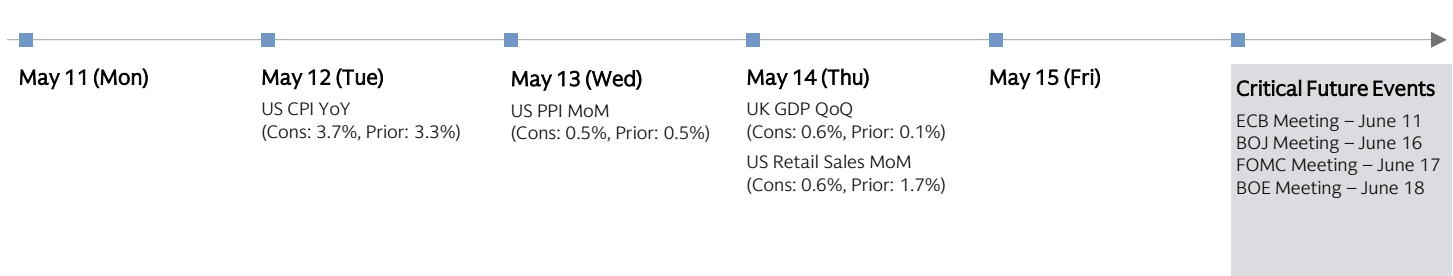 May 11 (Mon)
May 12 (Tue)
US CPI YoY
(Cons: 3.7%, Prior: 3.3%)
May 13 (Wed)
US PPI MoM
(Cons: 0.5%, Prior: 0.5%)
May 14 (Thu)
UK GDP QoQ
(Cons: 0.6%, Prior: 0.1%)
US Retail Sales MoM
(Cons: 0.6%, Prior: 1.7%)
May 15 (Fri)
Critical Future Events
ECB Meeting – June 11
BOJ Meeting – June 16
FOMC Meeting – June 17
BOE Meeting – June 18